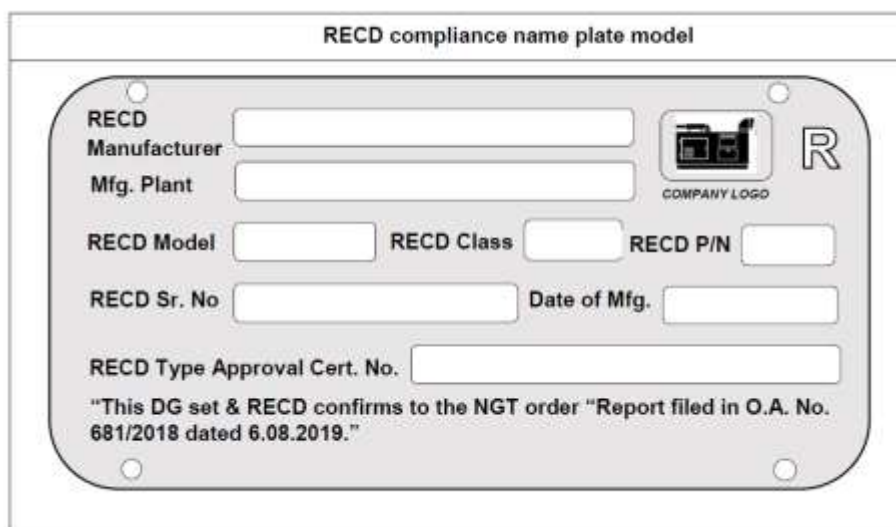 RECD compliance name plate model
RECD
Manufacturer
R
Mfg. Plant
COMPANY LOGO
RECD Model
RECD Class
RECD P/N
RECD Sr. No
Date of Mfg.
RECD Type Approval Cert. No.
“This DG set & RECD confirms to the NGT order “Report filed in O.A. No.
681/2018 dated 6.08.2019.”